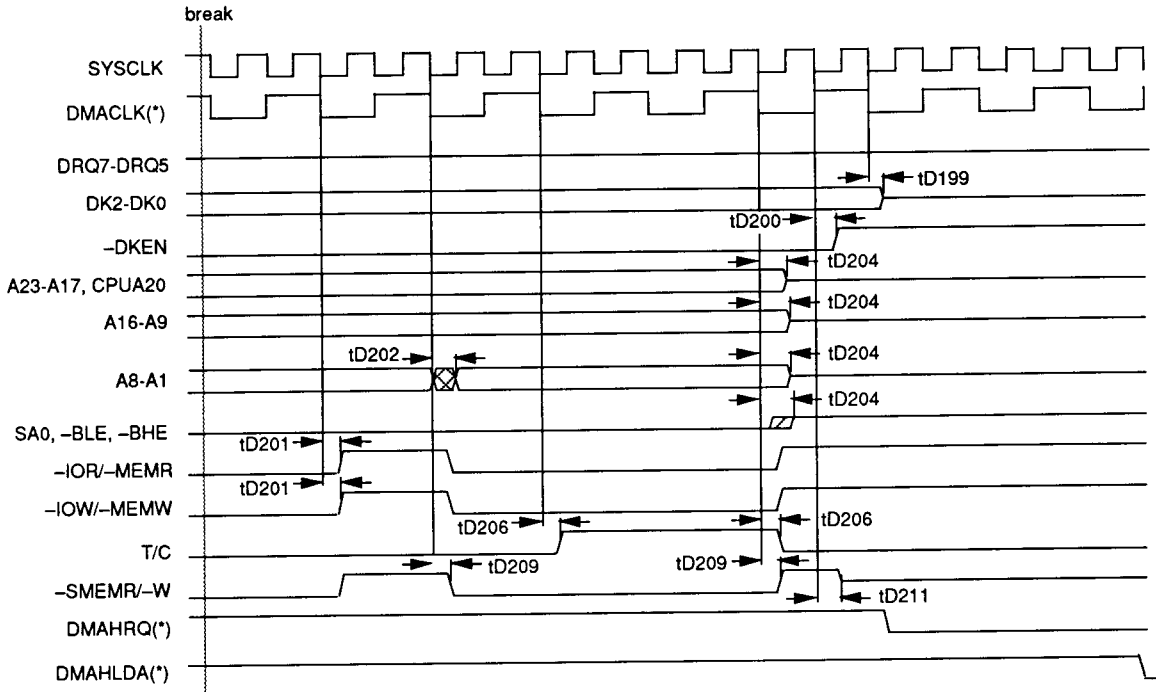 break
SYSCLK
DMACLK(*)
DRQ7-DRQ5
tD199
DK2-DK0
tD200
–DKEN
tD204
A23-A17, CPUA20
tD204
A16-A9
tD202
tD204
A8-A1
tD204
SA0, –BLE, –BHE
tD201
–IOR/–MEMR
tD201
–IOW/–MEMW
tD206
tD206
T/C
tD209
tD209
–SMEMR/–W
tD211
DMAHRQ(*)
DMAHLDA(*)